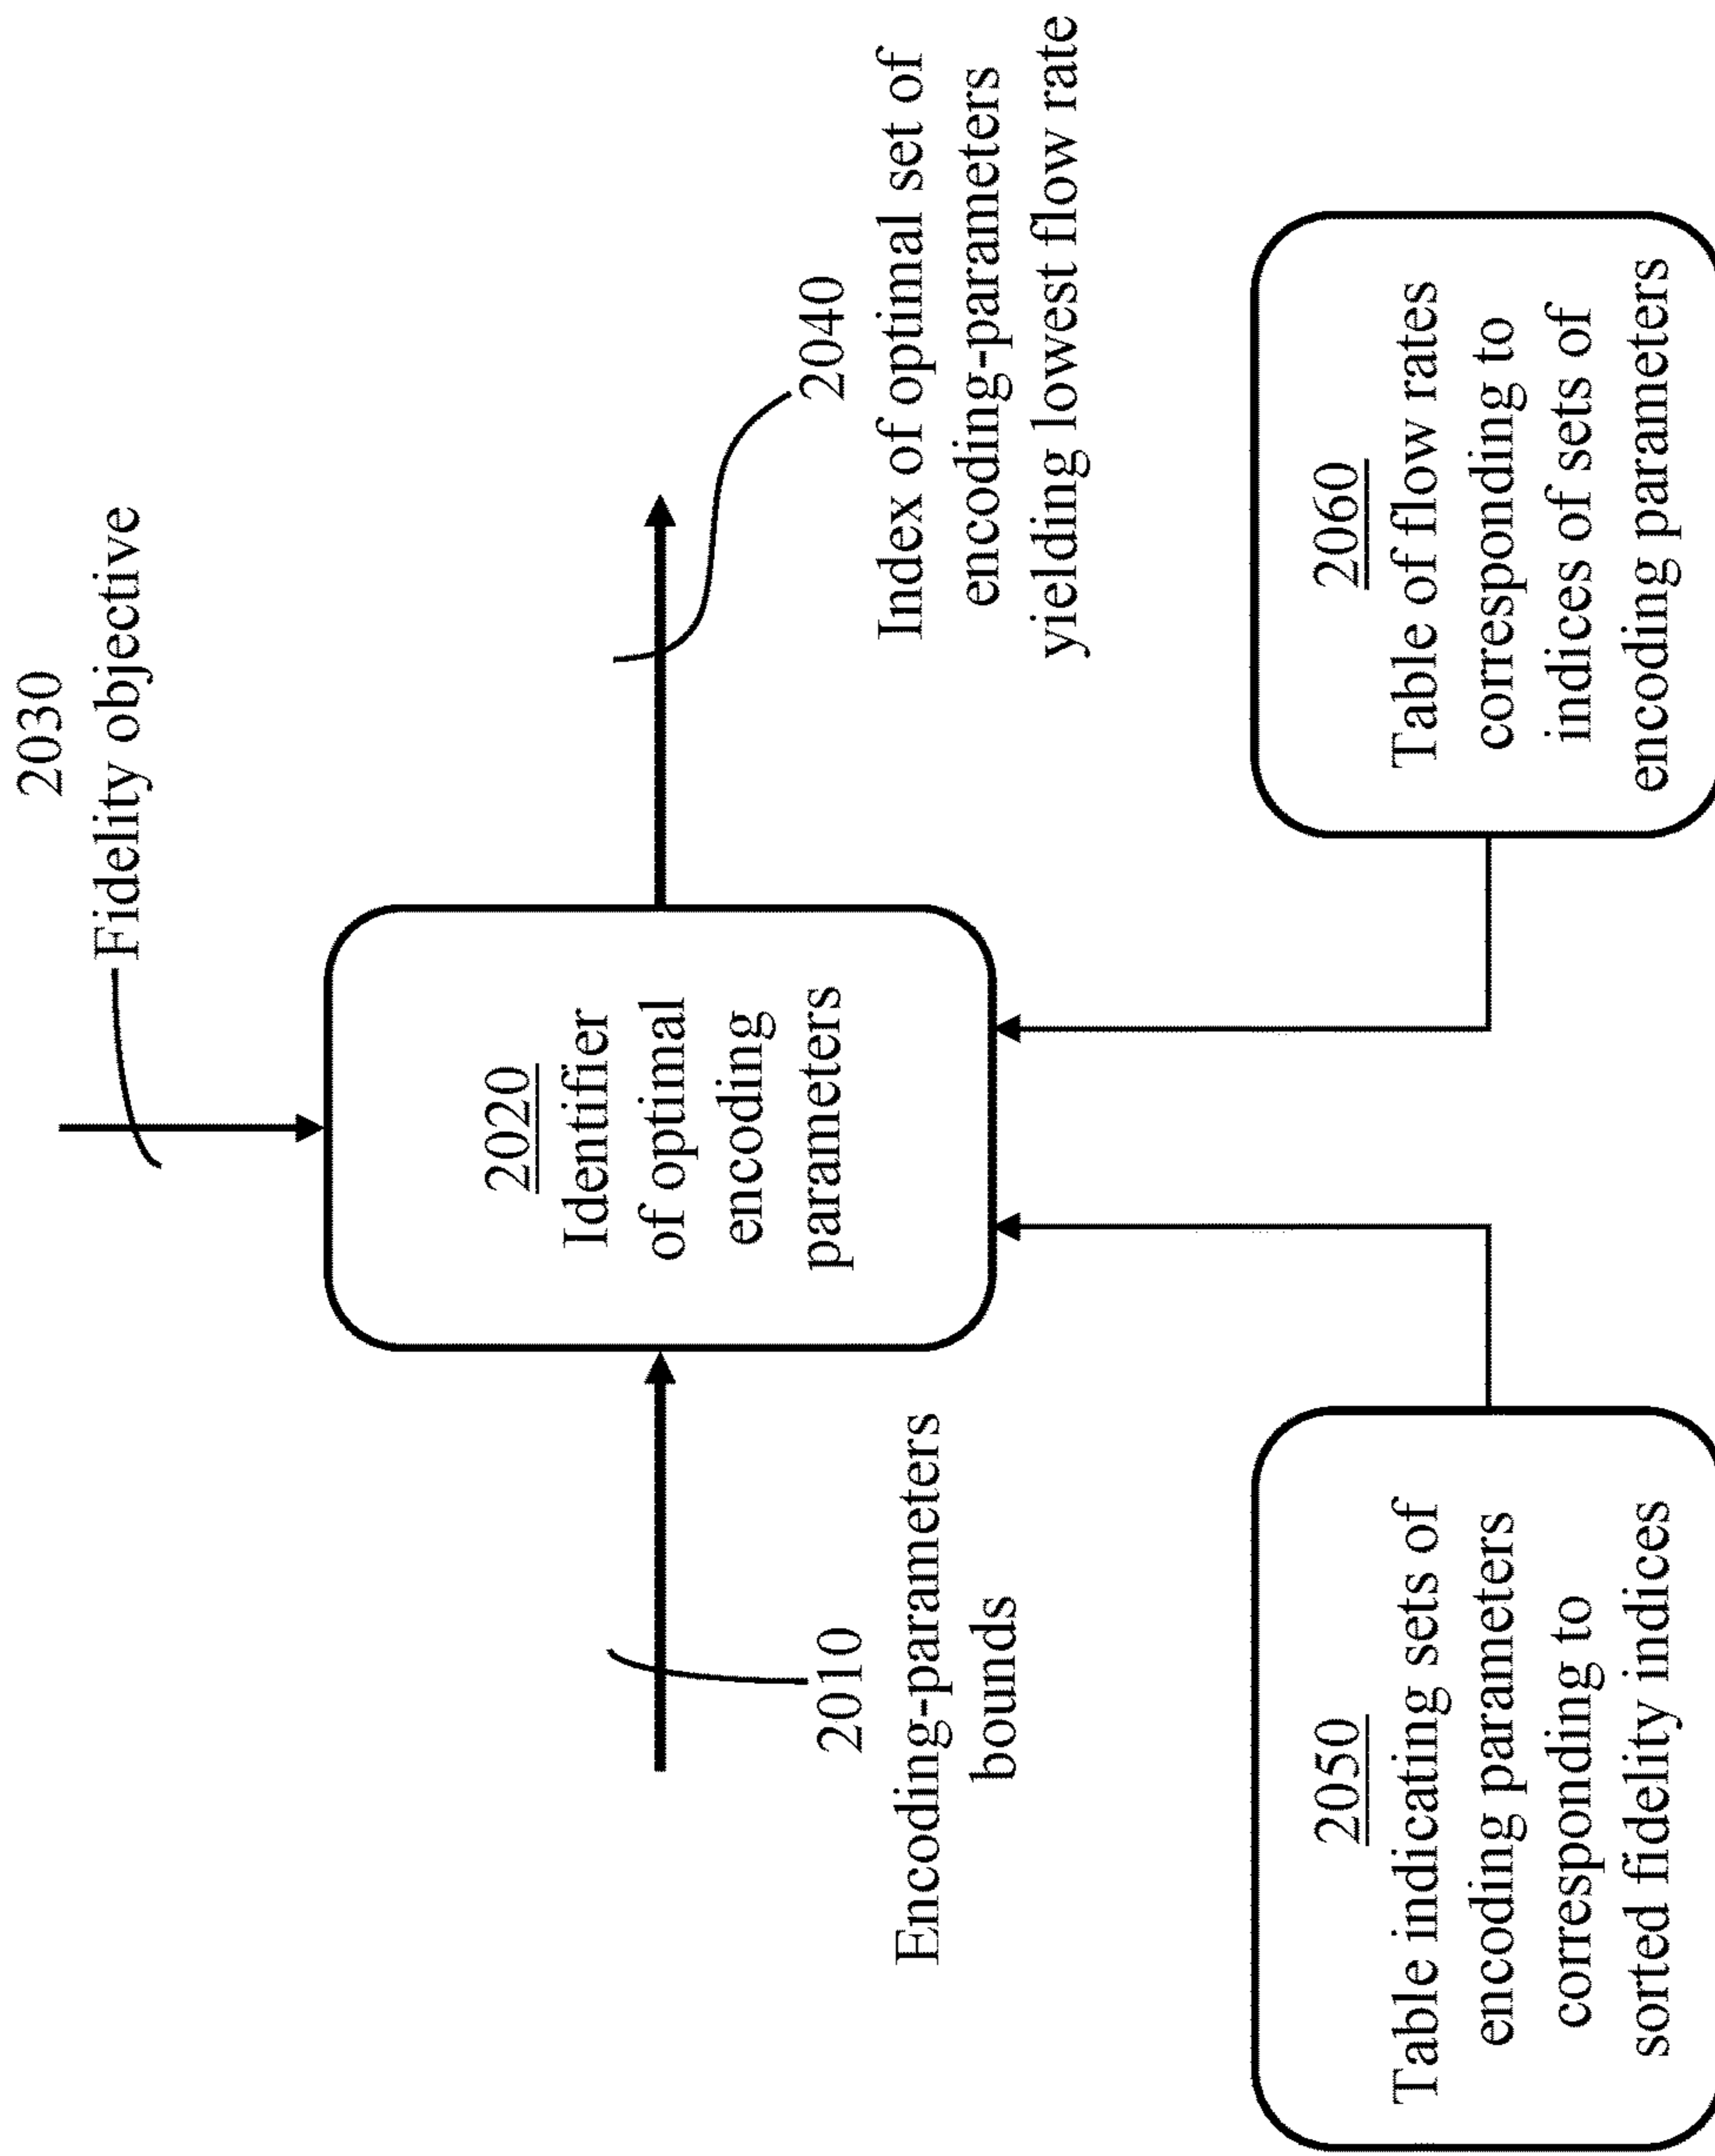 2030
Fidelity objective
2020
Identifier
of optimal
encoding
parameters
2010
Encoding-parameters
bounds
2040
Index of optimal set of
encoding-parameters
yielding lowest flow rate
2050
Table indicating sets of
encoding parameters
corresponding to
sorted fidelity indices
2060
Table of flow rates
corresponding to
indices of sets of
encoding parameters